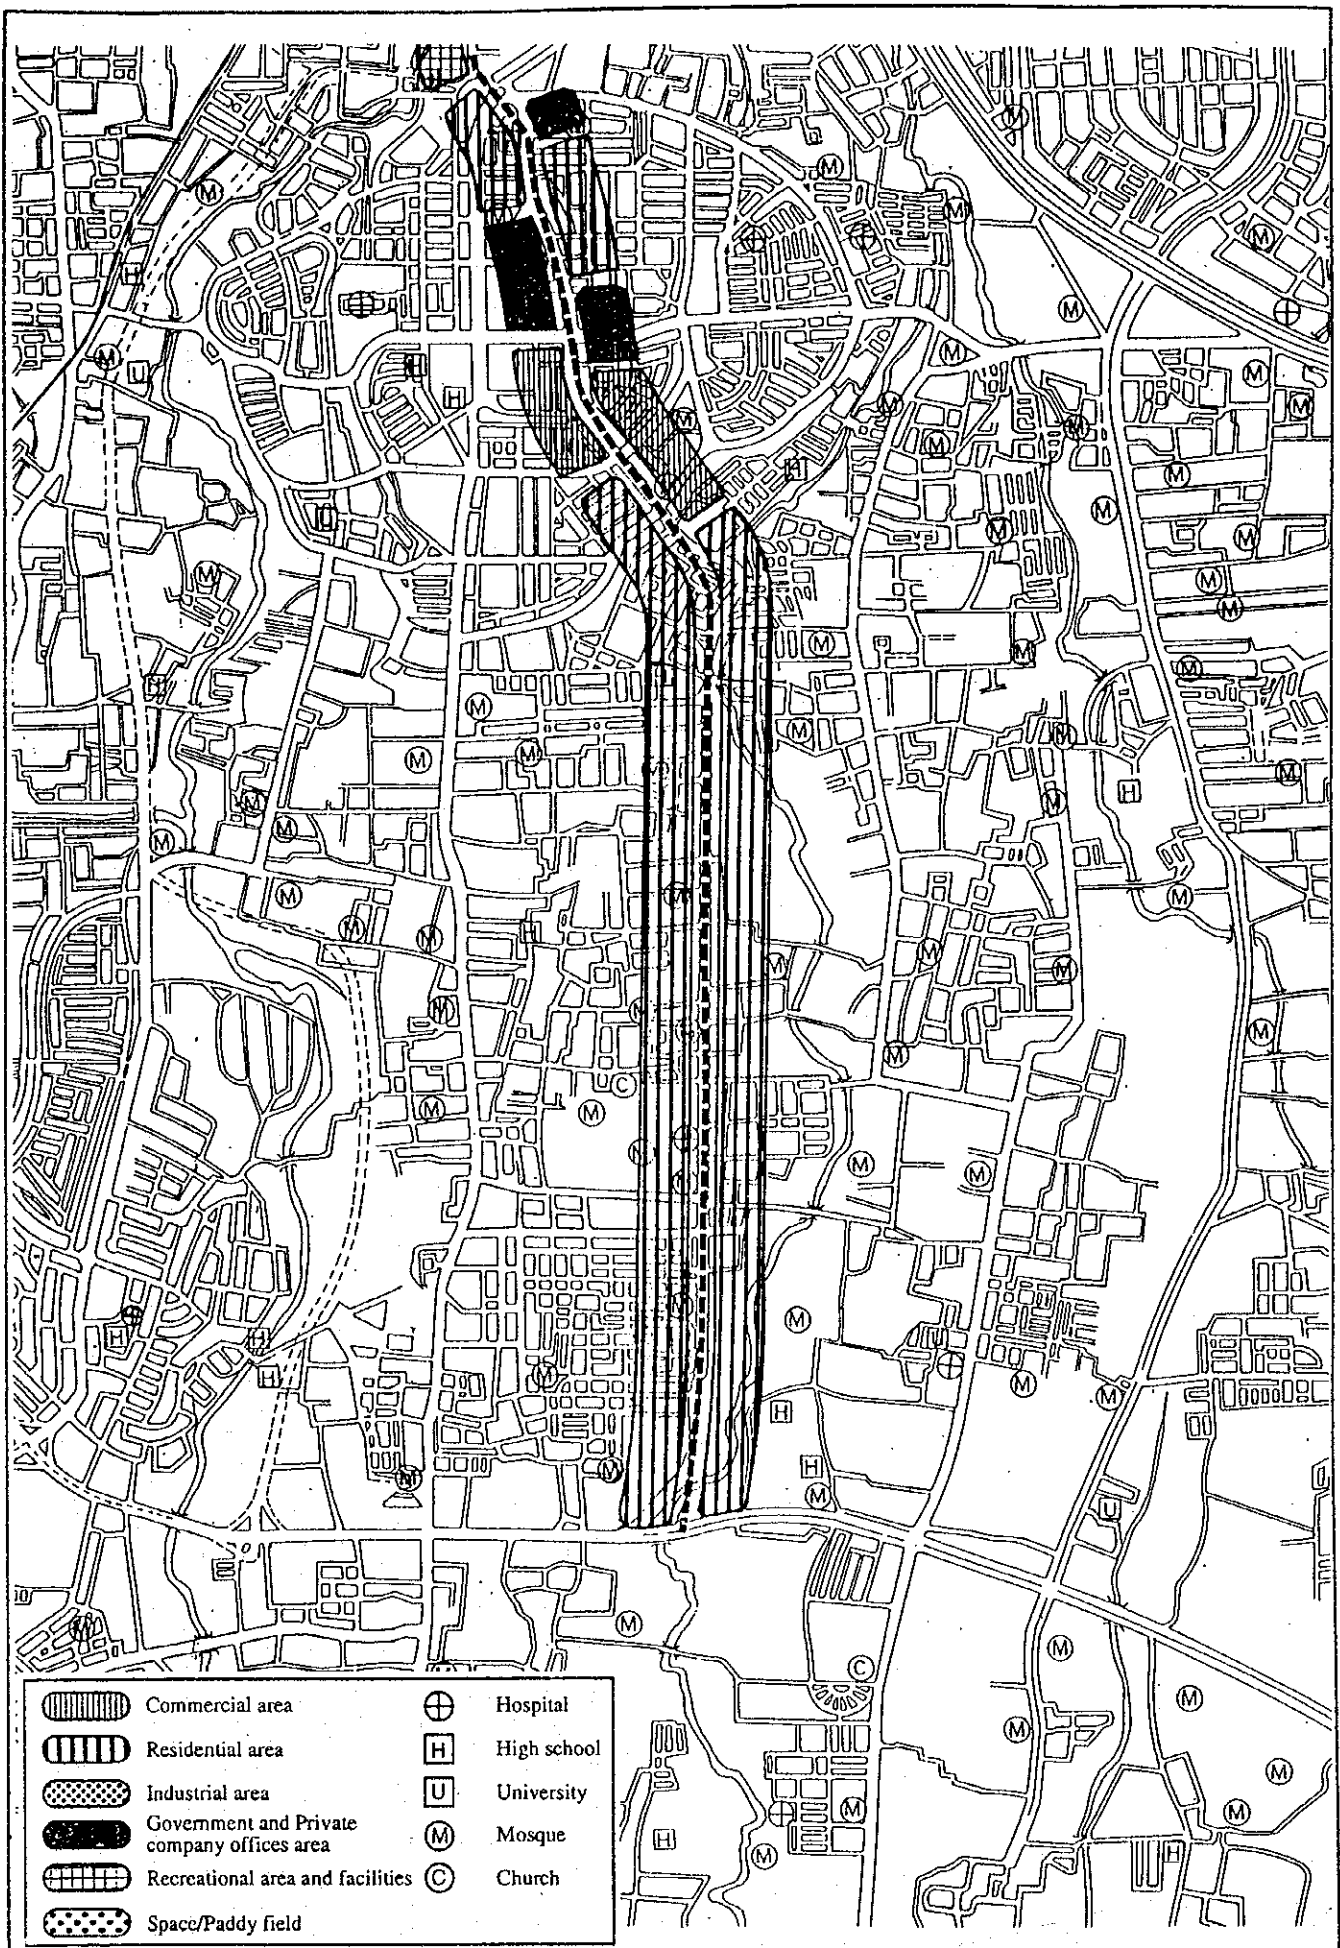 Commercial area
Residential area
Industrial area
Government and Private
company offices area
Recreational area and facilities
Space/Paddy field
Hospital
H High school
U University
M Mosque
C Church